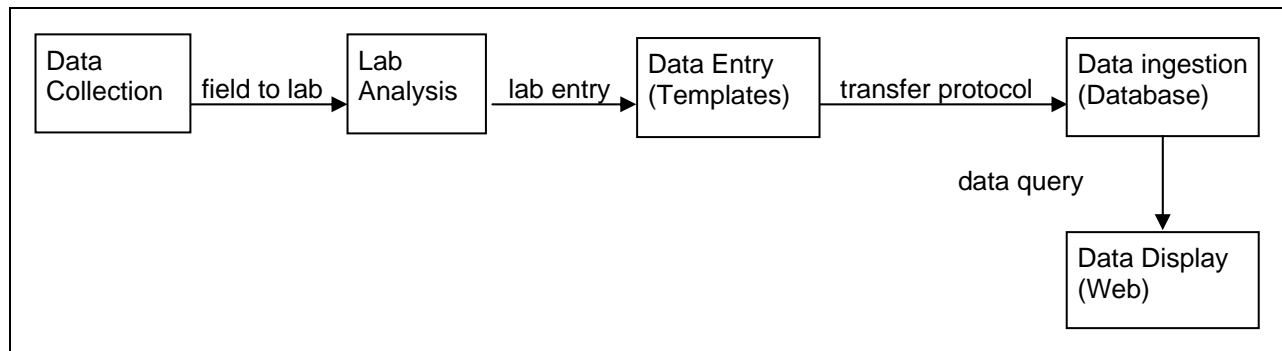 Data
Collection
field to lab
Lab
Analysis
lab entry
Data Entry
(Templates)
transfer protocol
Data ingestion
(Database)
data query
Data Display
(Web)